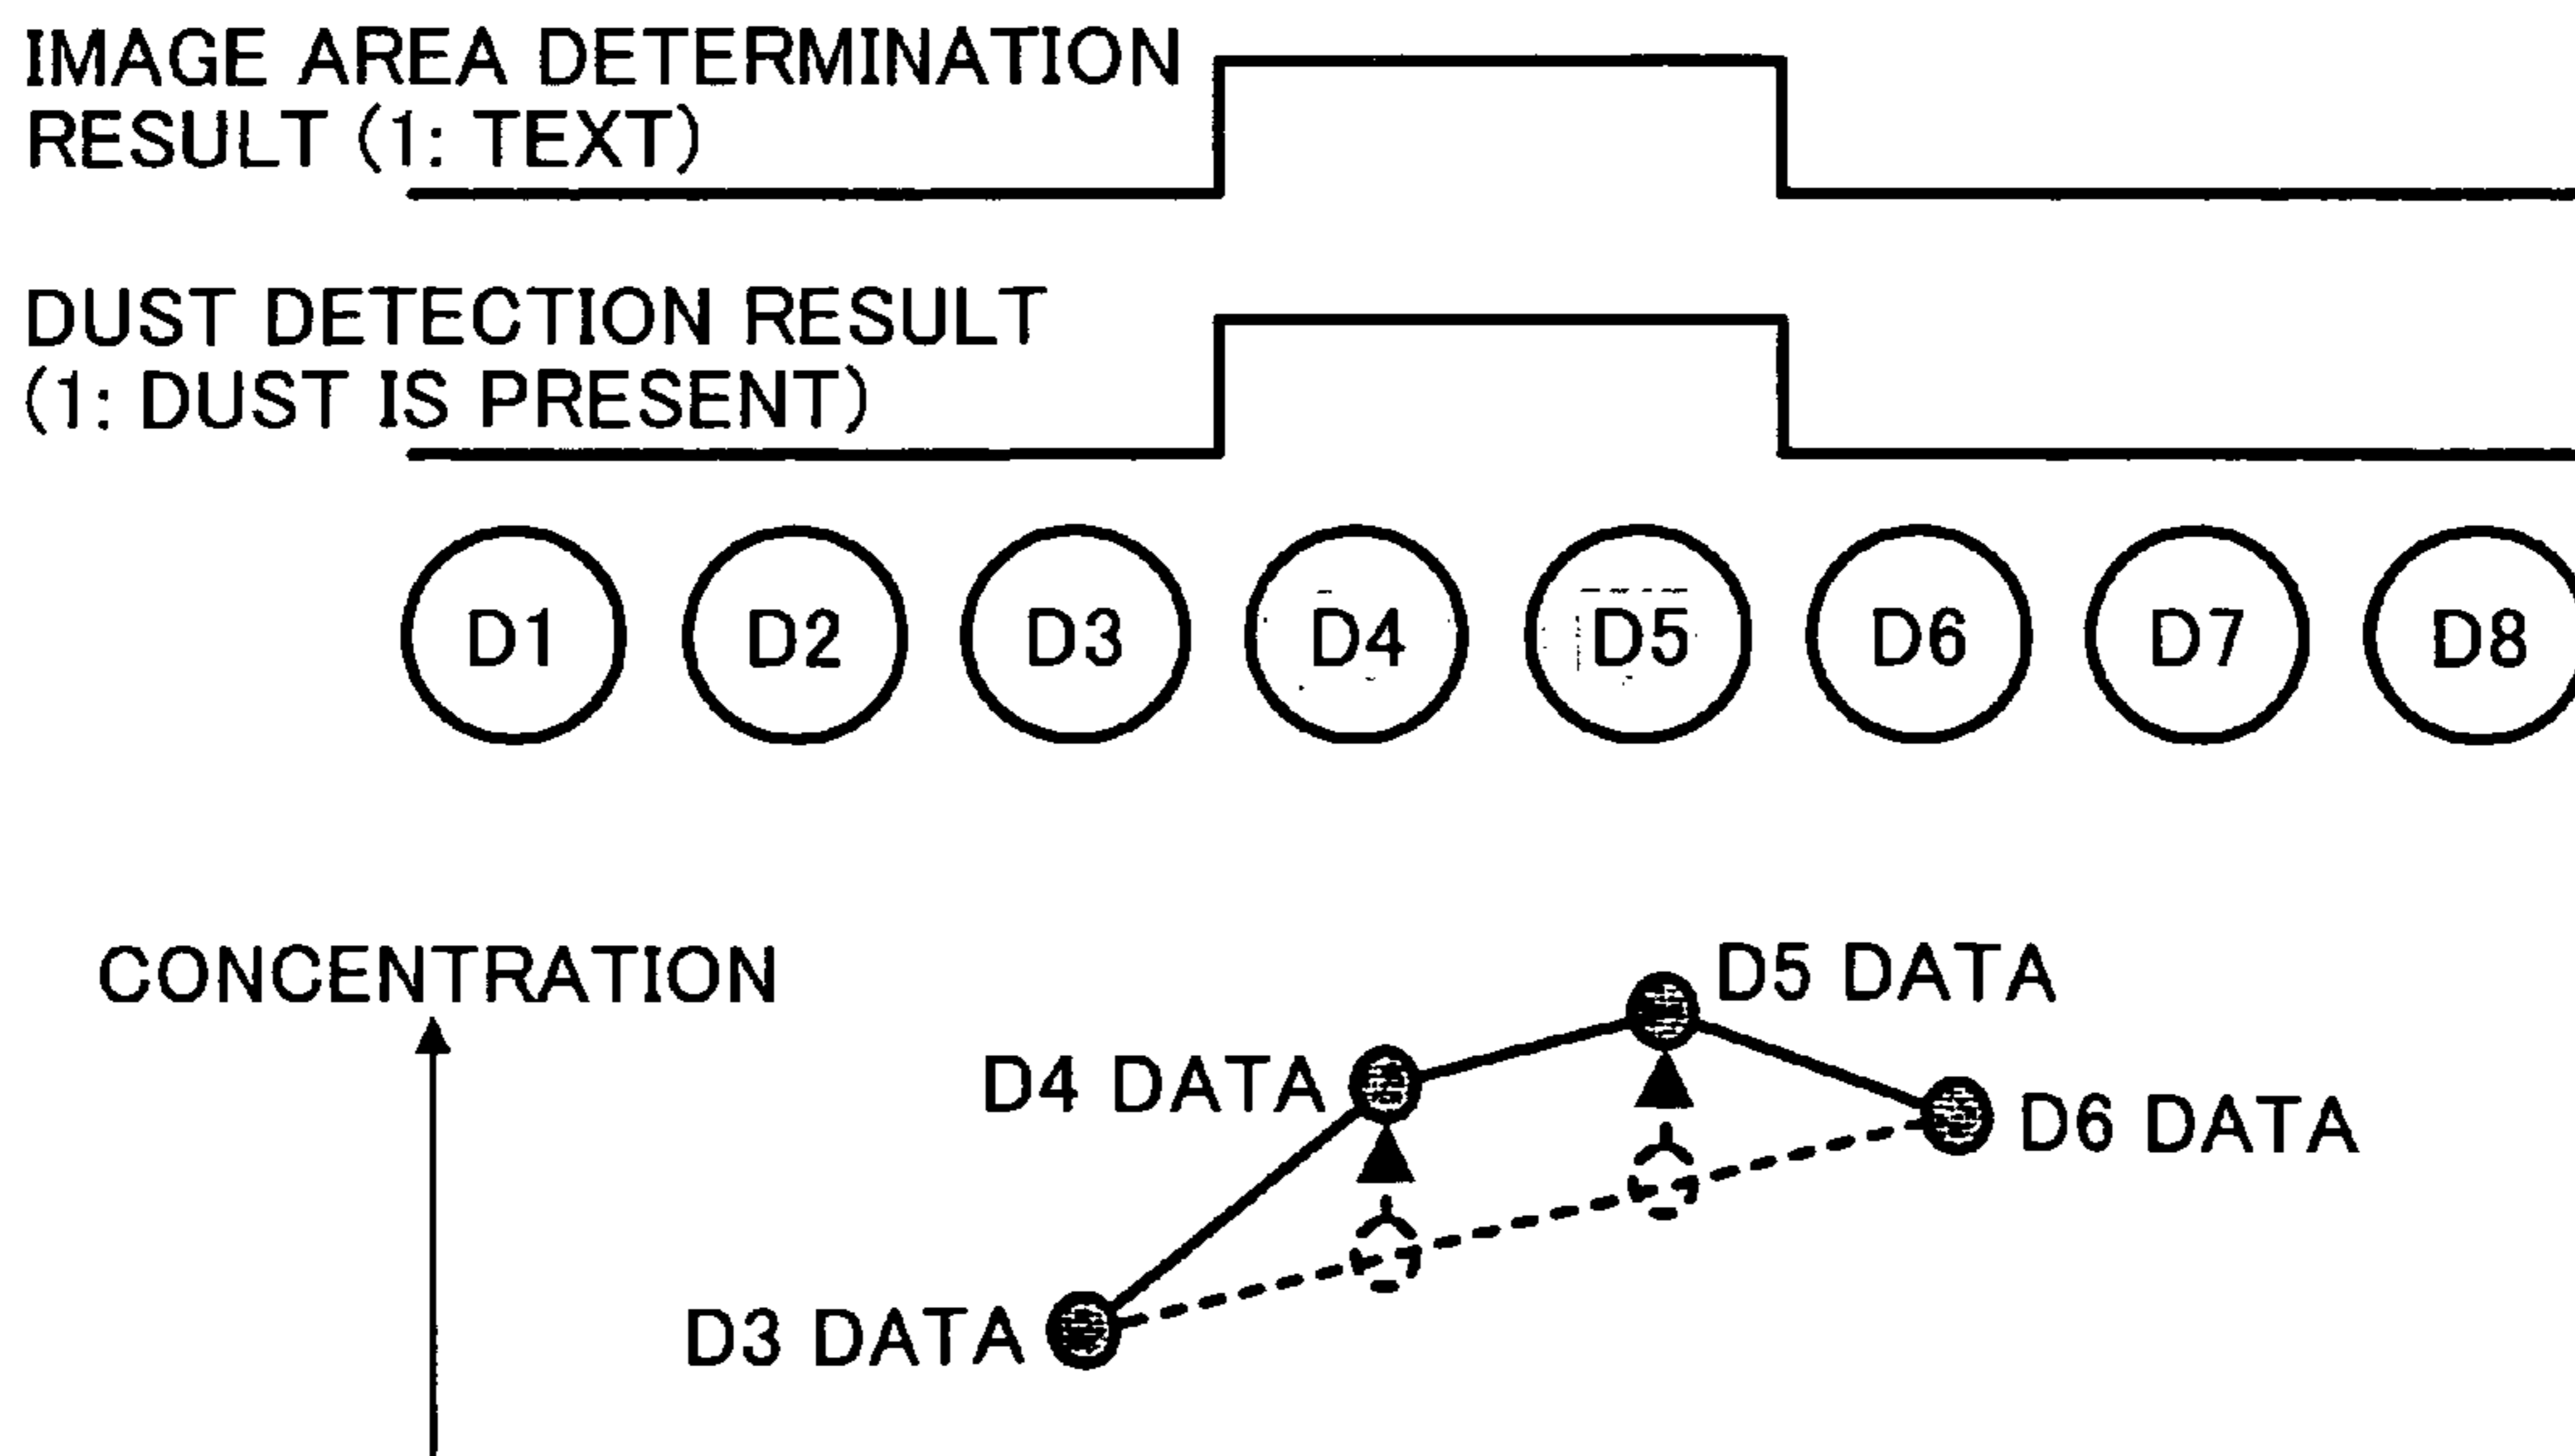 IMAGE AREA DETERMINATION
RESULT (1: TEXT)
DUST DETECTION RESULT
(1: DUST IS PRESENT)
D1 D2 D3 D4 D5 D6 D7 D8
CONCENTRATION
D5 DATA
D4 DATA
D6 DATA
D3 DATA